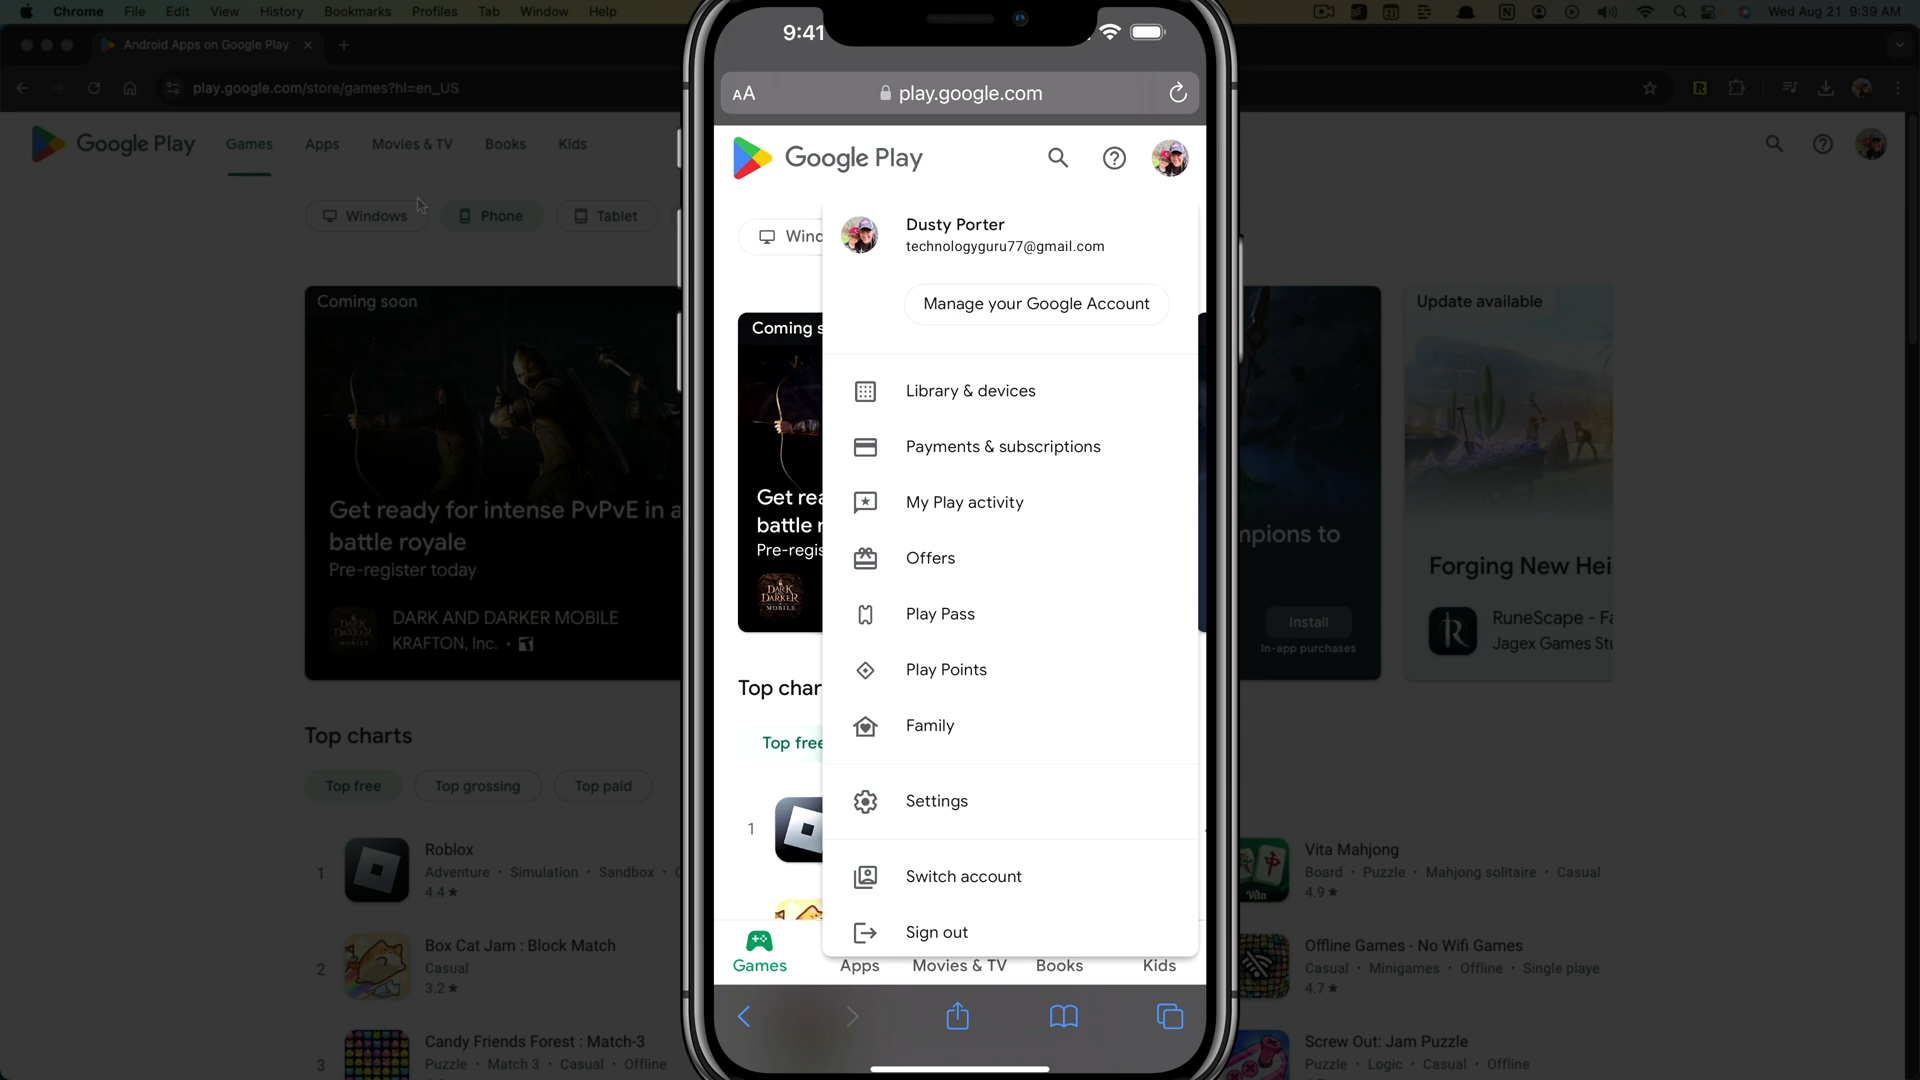 Chrome File Edit View History Bookmarks Profiles Tab Window Help
21
Wed Aug 21 9:39 AM
Android Apps on Google Play
play.google.com/store/games?hl=en_US
Google Play Games Apps Movies & TV Books Kids
Windows Phone Tablet
Coming soon
Get ready for intense PvPvE in a
battle royale
Pre-register today
DARK AND DARKER MOBILE
KRAFTON, Inc. •
mpions to
Install
In-app purchases
Update available
Forging New Hei
RuneScape - Fa
Jagex Games Stu
Top charts
Top free Top grossing Top paid
1
Roblox
Adventure • Simulation • Sandbox •
4.4 ★
2
Box Cat Jam : Block Match
Casual
3.2 ★
3
Candy Friends Forest : Match-3
Puzzle • Match 3 • Casual • Offline
Vita
Vita Mahjong
Board • Puzzle • Mahjong solitaire • Casual
4.9 ★
Offline Games - No Wifi Games
Casual • Minigames • Offline • Single playe
4.7 ★
Screw Out: Jam Puzzle
Puzzle • Logic • Casual • Offline
9:41
AA play.google.com
Google Play
Wind
Coming s
Get rea
battle r
Pre-regis
DARK
DARKER
MOBILE
Top char
Top free
1
Dusty Porter
technologyguru77@gmail.com
Manage your Google Account
Library & devices
Payments & subscriptions
My Play activity
Offers
Play Pass
Play Points
Family
Settings
Switch account
Sign out
Games Apps Movies & TV Books Kids